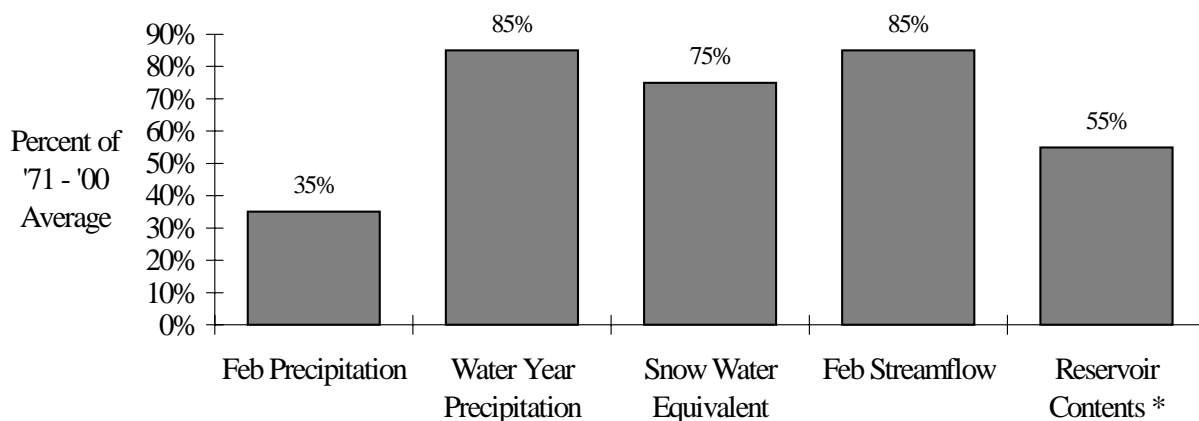 85%
85%
75%
55%
35%
90%
80%
70%
60%
50%
40%
30%
20%
10%
0%
Percent of
'71 - '00
Average
Feb Precipitation
Water Year
Precipitation
Snow Water
Equivalent
Feb Streamflow
Reservoir
Contents *